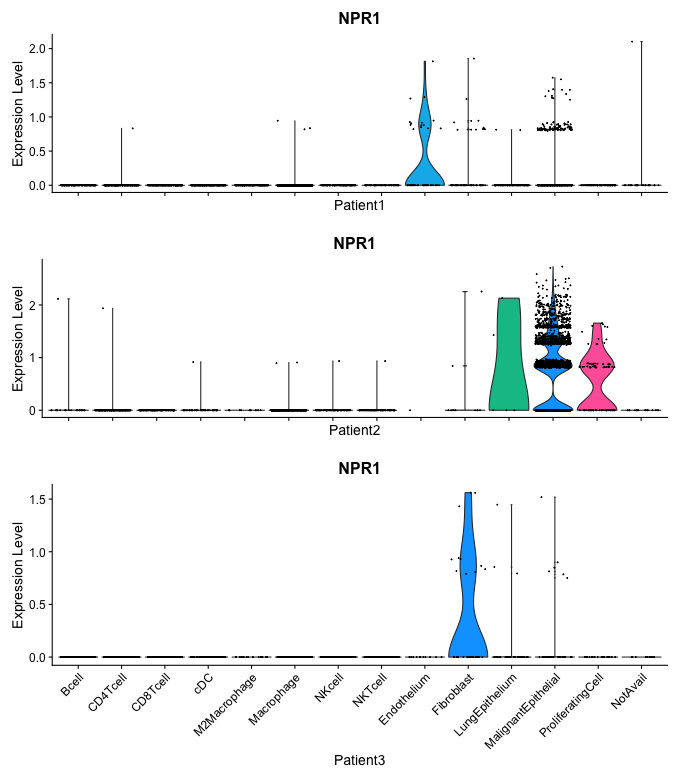 NPR1
Expression Level
2.0
1.5
1.0
0.5
0.0
Patient1
NPR1
Expression Level
2
1
0
Patient2
NPR1
Expression Level
1.5
1.0
0.5
0.0
Bcell
CD4Tcell
CD8Tcell
cDC
M2Macrophage
Macrophage
NKcell
NKTcell
Endothelium
Fibroblast
LungEpithelium
MalignantEpithelial
ProliferatingCell
NotAvail
Patient3